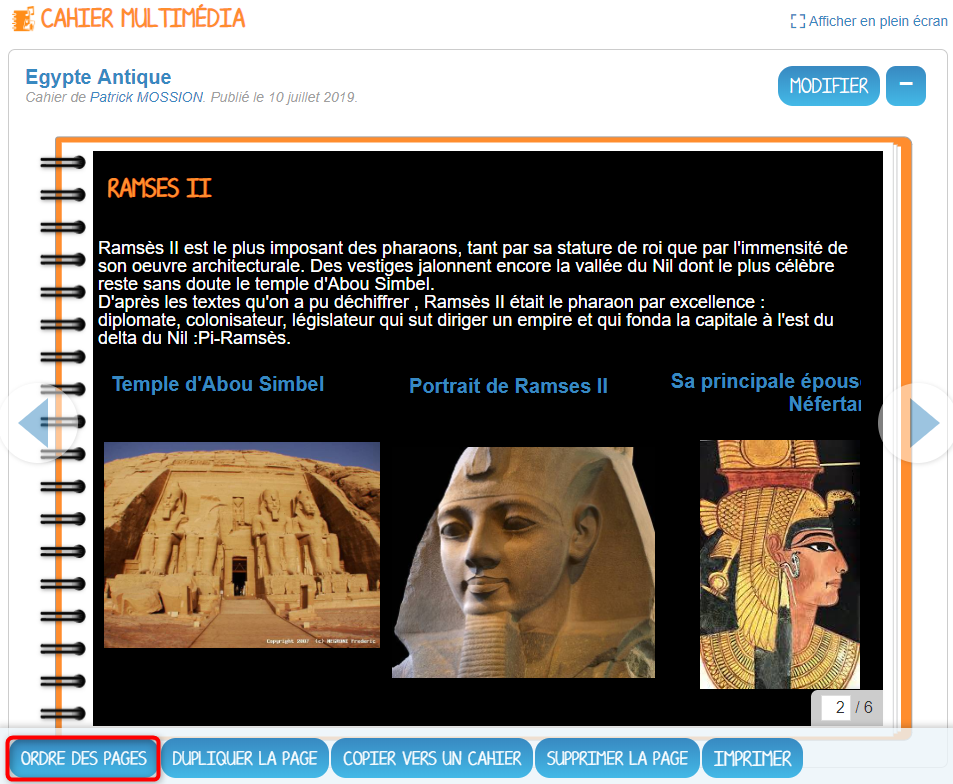 CAHIER MULTIMÉDIA
Afficher en plein écran
Egypte Antique
Cahier de Patrick MOSSION. Publié le 10 juillet 2019.
MODIFIER
−
RAMSES II
Ramsès II est le plus imposant des pharaons, tant par sa stature de roi que par l'immensité de
son oeuvre architecturale. Des vestiges jalonnent encore la vallée du Nil dont le plus célèbre
reste sans doute le temple d'Abou Simbel.
D'après les textes qu'on a pu déchiffrer , Ramsès II était le pharaon par excellence :
diplomate, colonisateur, législateur qui sut diriger un empire et qui fonda la capitale à l'est du
delta du Nil :Pi-Ramsès.
Temple d'Abou Simbel
Portrait de Ramses II
Sa principale épous
Néferta
Copyright 2007 (c) NESRONI Frederic
2 / 6
ORDRE DES PAGES
DUPLIQUER LA PAGE
COPIER VERS UN CAHIER
SUPPRIMER LA PAGE
IMPRIMER